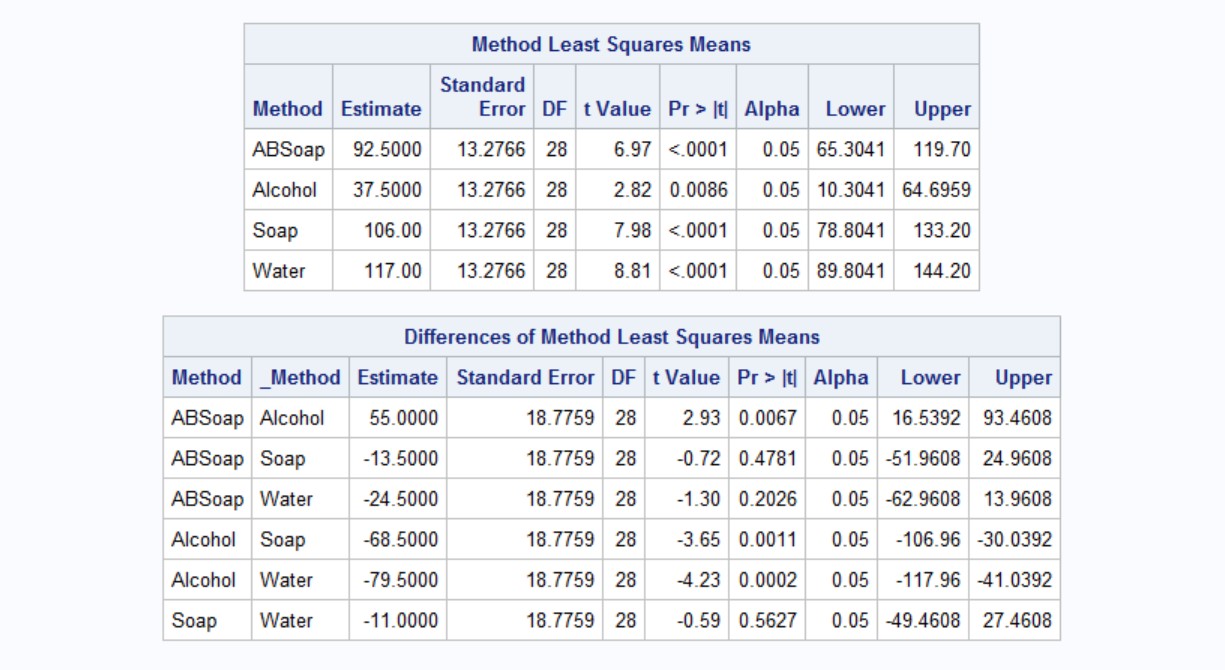 Method Least Squares Means
Method Estimate Standard Error DF t Value Pr > |t| Alpha Lower Upper
ABSoap 92.5000 13.2766 28 6.97 <.0001 0.05 65.3041 119.70
Alcohol 37.5000 13.2766 28 2.82 0.0086 0.05 10.3041 64.6959
Soap 106.00 13.2766 28 7.98 <.0001 0.05 78.8041 133.20
Water 117.00 13.2766 28 8.81 <.0001 0.05 89.8041 144.20
Differences of Method Least Squares Means
Method _Method Estimate Standard Error DF t Value Pr > |t| Alpha Lower Upper
ABSoap Alcohol 55.0000 18.7759 28 2.93 0.0067 0.05 16.5392 93.4608
ABSoap Soap -13.5000 18.7759 28 -0.72 0.4781 0.05 -51.9608 24.9608
ABSoap Water -24.5000 18.7759 28 -1.30 0.2026 0.05 -62.9608 13.9608
Alcohol Soap -68.5000 18.7759 28 -3.65 0.0011 0.05 -106.96 -30.0392
Alcohol Water -79.5000 18.7759 28 -4.23 0.0002 0.05 -117.96 -41.0392
Soap Water -11.0000 18.7759 28 -0.59 0.5627 0.05 -49.4608 27.4608